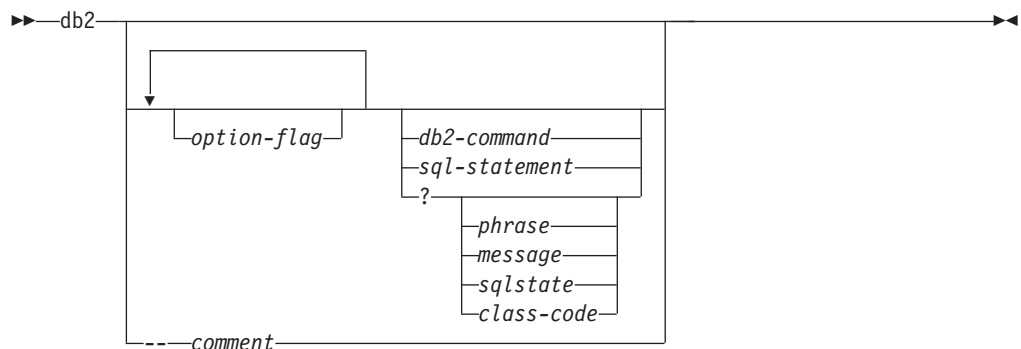 db2
option-flag
db2-command
sql-statement
?
phrase
message
sqlstate
class-code
-- comment